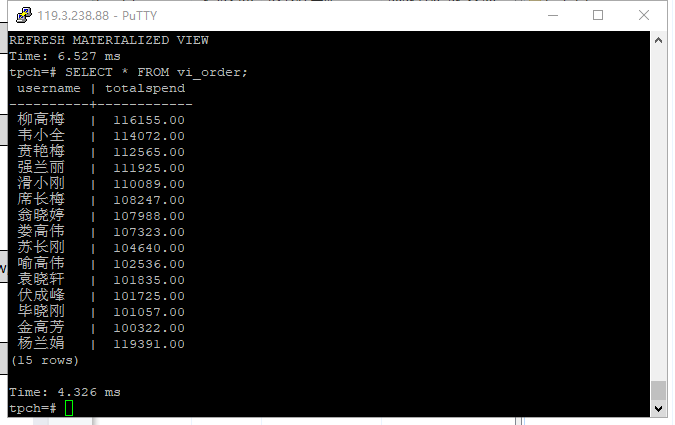 119.3.238.88 - PuTTY
REFRESH MATERIALIZED VIEW
Time: 6.527 ms
tpch=# SELECT * FROM vi_order;
 username | totalspend
----------+------------
 柳高梅   |  116155.00
 韦小全   |  114072.00
 贲艳梅   |  112565.00
 强兰丽   |  111925.00
 滑小刚   |  110089.00
 席长梅   |  108247.00
 翁晓婷   |  107988.00
 娄高伟   |  107323.00
 苏长刚   |  104640.00
 喻高伟   |  102536.00
 袁晓轩   |  101835.00
 伏成峰   |  101725.00
 毕晓刚   |  101057.00
 金高芳   |  100322.00
 杨兰娟   |  119391.00
(15 rows)
Time: 4.326 ms
tpch=#